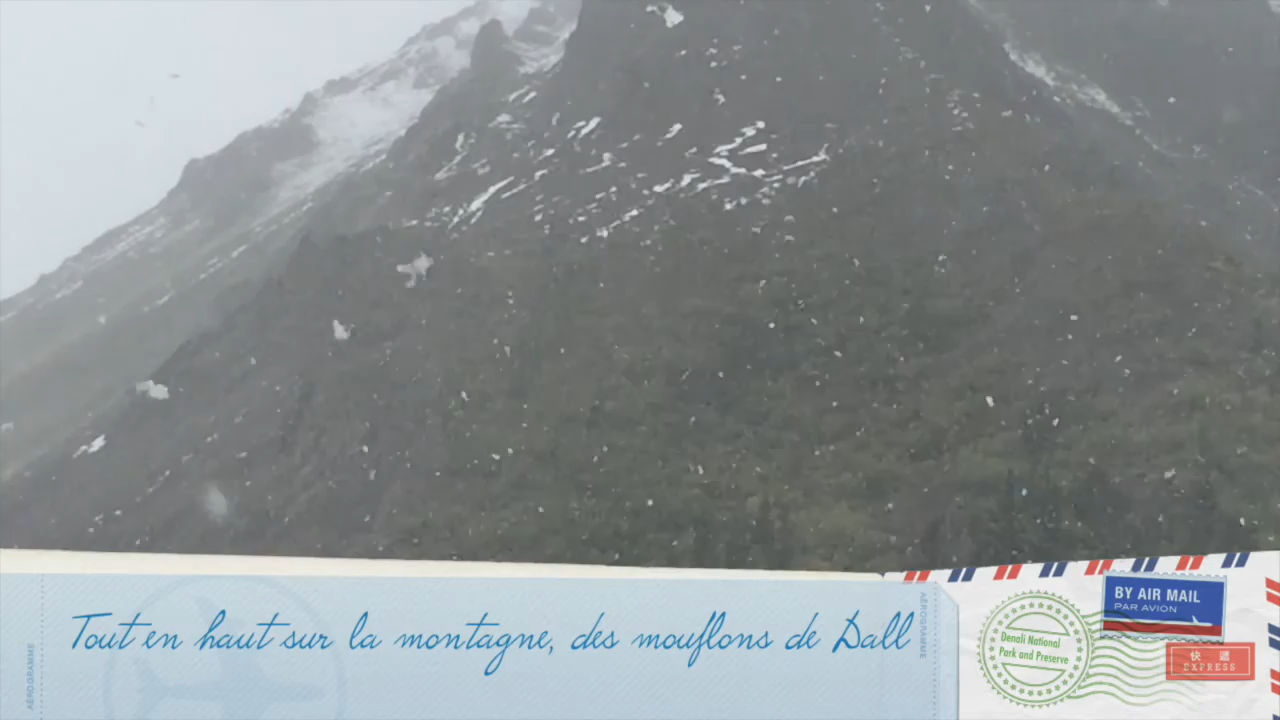 Tout en haut sur la montagne, des mouflons de Dall
AÉROGRAMME
AÉROGRAMME
Denali National
Park and Preserve
BY AIR MAIL
PAR AVION
快 遞
EXPRESS